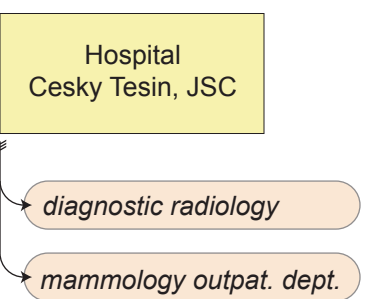 Hospital
Cesky Tesin, JSC
diagnostic radiology
mammology outpat. dept.